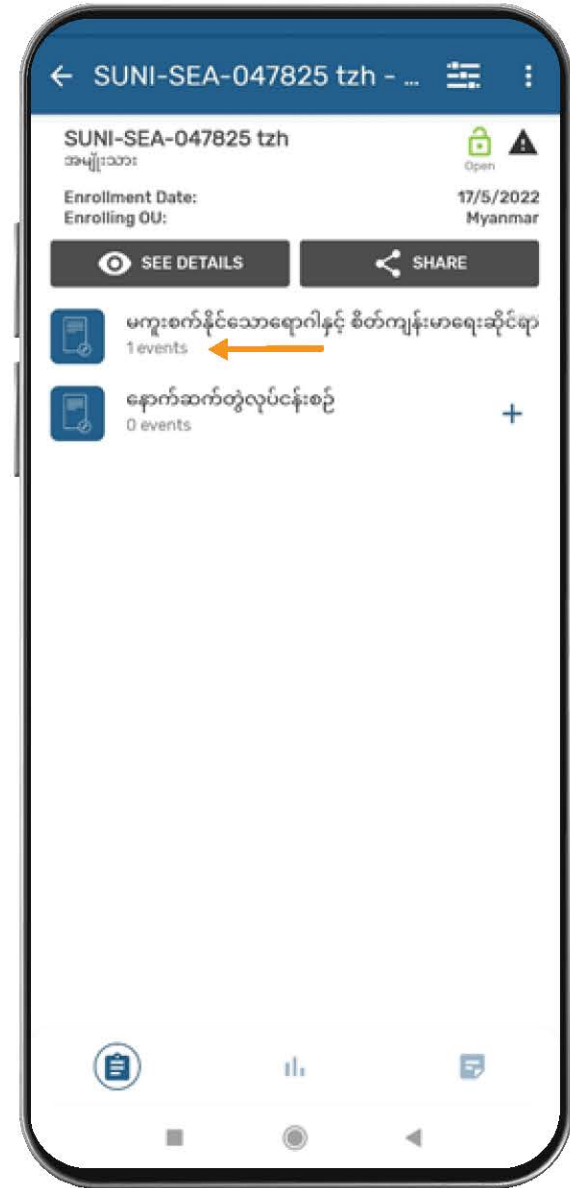 SUNI-SEA-047825 tzh - ...
SUNI-SEA-047825 tzh
အမျိုးသား
Open
Enrollment Date: 17/5/2022
Enrolling OU: Myanmar
SEE DETAILS
SHARE
မကူးစက်နိုင်သောရောဂါနှင့် စိတ်ကျန်းမာရေးဆိုင်ရာ
1 events
နောက်ဆက်တွဲလုပ်ငန်းစဉ်
0 events